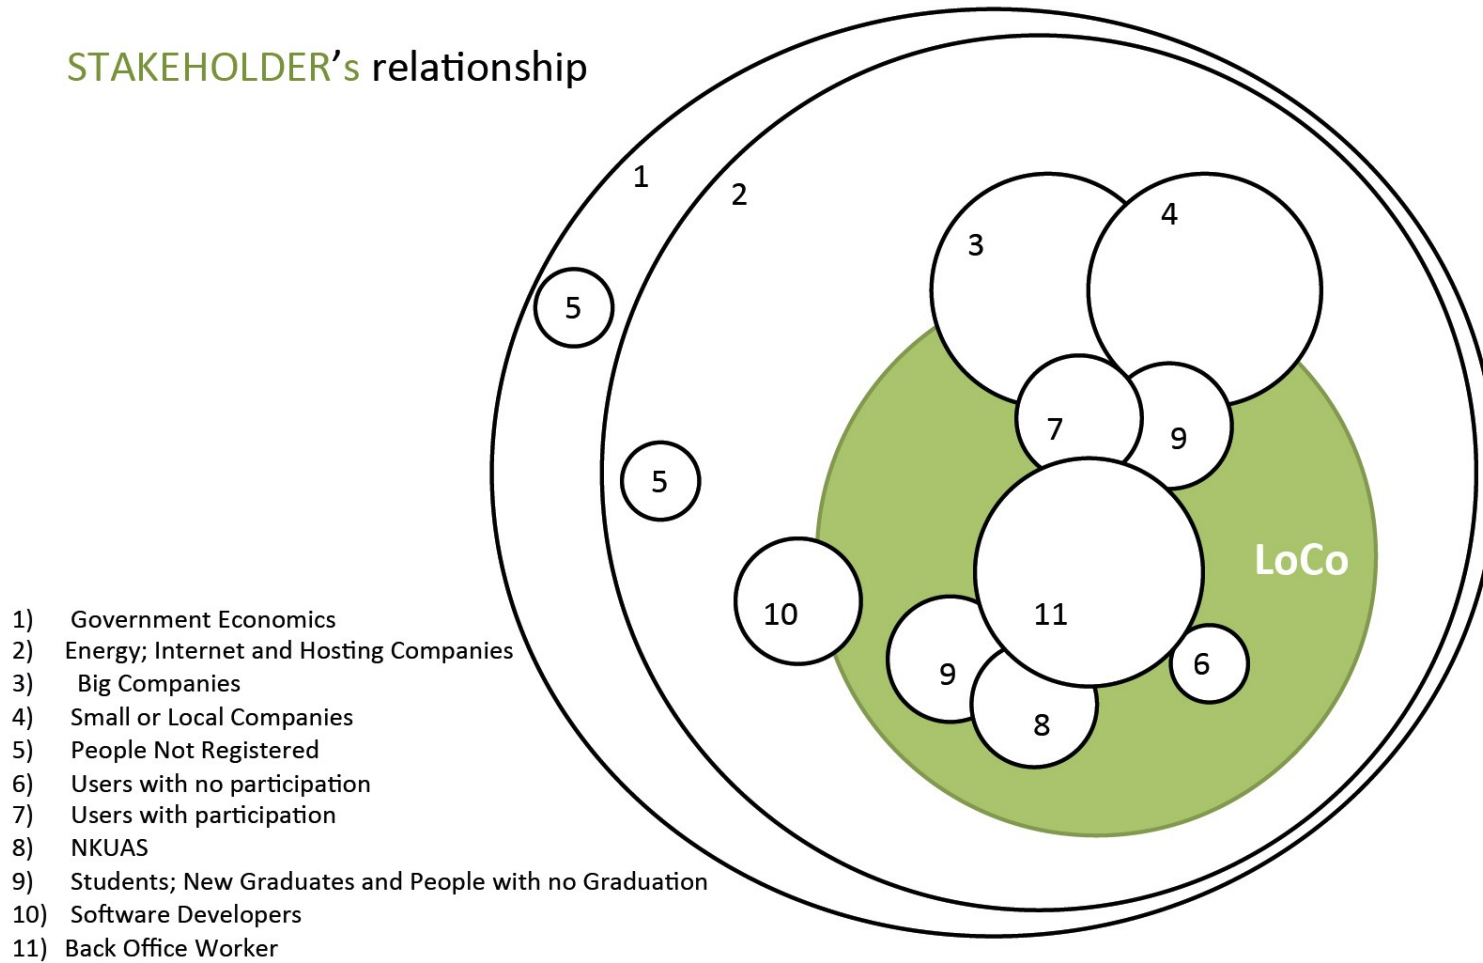 STAKEHOLDER's relationship
1
2
3
4
5
5
7
9
LoCo
10
11
9
6
8
1) Government Economics
2) Energy; Internet and Hosting Companies
3) Big Companies
4) Small or Local Companies
5) People Not Registered
6) Users with no participation
7) Users with participation
8) NKUAS
9) Students; New Graduates and People with no Graduation
10) Software Developers
11) Back Office Worker